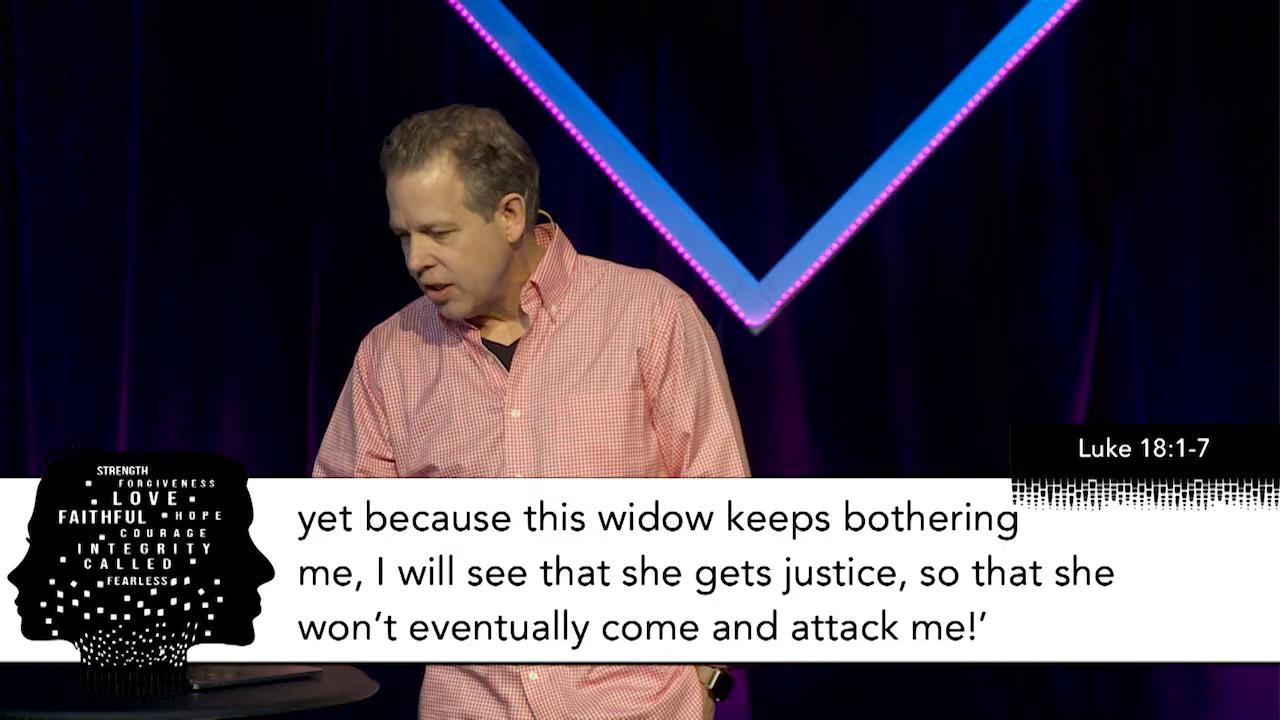 Luke 18:1-7
STRENGTH
FORGIVENESS
LOVE
FAITHFUL HOPE
COURAGE
INTEGRITY
CALLED
FEARLESS
yet because this widow keeps bothering
me, I will see that she gets justice, so that she
won’t eventually come and attack me!’